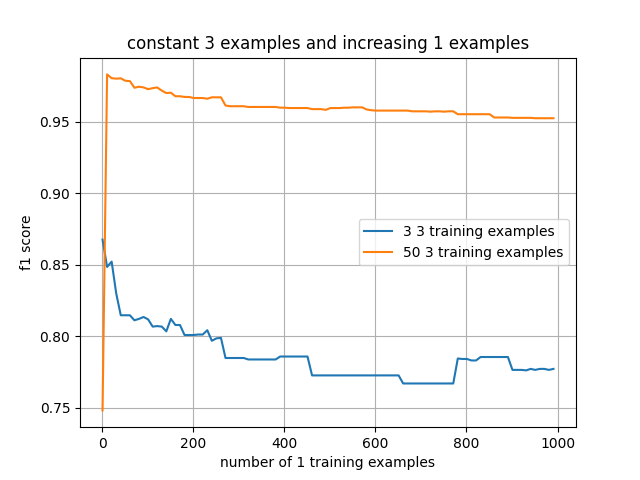 constant 3 examples and increasing 1 examples
f1 score
0.95
0.90
0.85
0.80
0.75
3 3 training examples
50 3 training examples
0 200 400 600 800 1000
number of 1 training examples